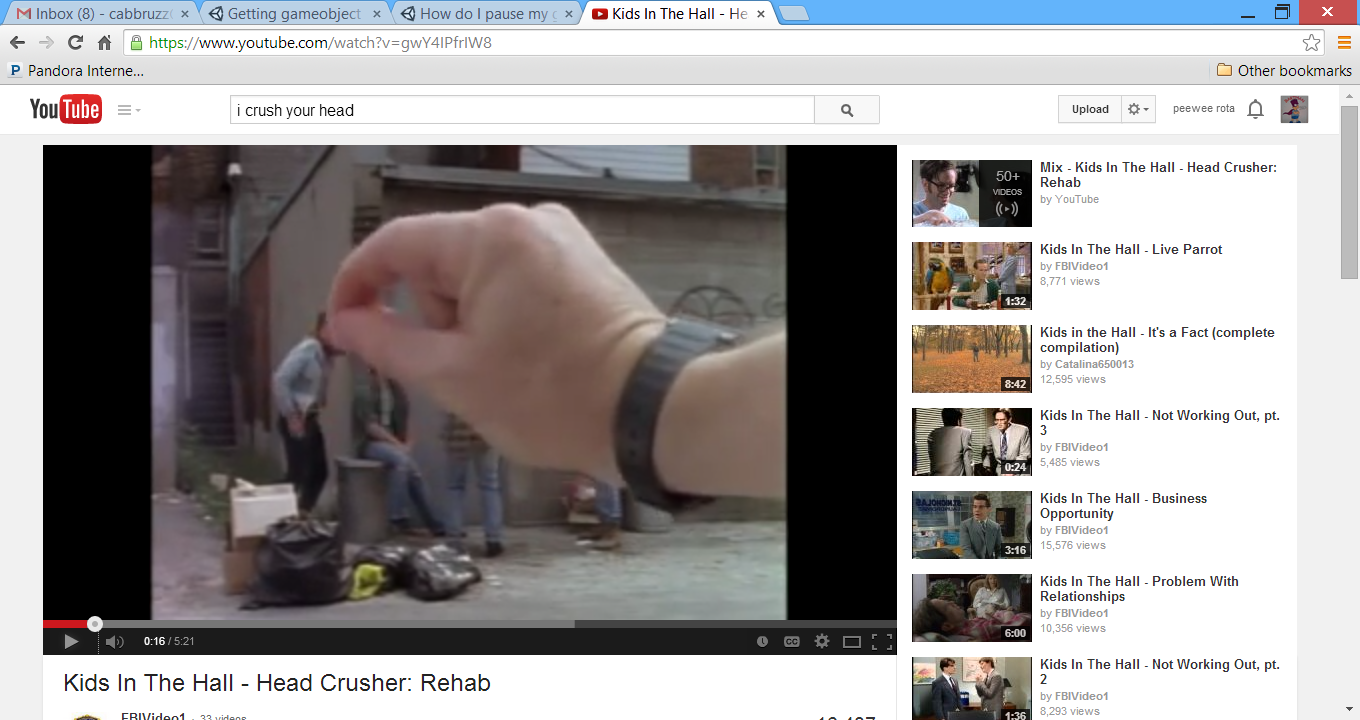 Inbox (8) - cabbruzz
Getting gameobject
How do I pause my g
Kids In The Hall - He
https://www.youtube.com/watch?v=gwY4IPfrIW8
Pandora Interne...
Other bookmarks
YouTube
i crush your head
Upload
peewee rota
50+
VIDEOS
Mix - Kids In The Hall - Head Crusher:
Rehab
by YouTube
1:32
Kids In The Hall - Live Parrot
by FBIVideo1
8,771 views
8:42
Kids in the Hall - It's a Fact (complete
compilation)
by Catalina650013
12,595 views
0:24
Kids In The Hall - Not Working Out, pt.
3
by FBIVideo1
5,485 views
3:16
Kids In The Hall - Business
Opportunity
by FBIVideo1
15,576 views
6:00
Kids In The Hall - Problem With
Relationships
by FBIVideo1
10,356 views
1:36
Kids In The Hall - Not Working Out, pt.
2
by FBIVideo1
8,293 views
0:16 / 5:21
CC
Kids In The Hall - Head Crusher: Rehab
FBIVideo1 · 33 videos